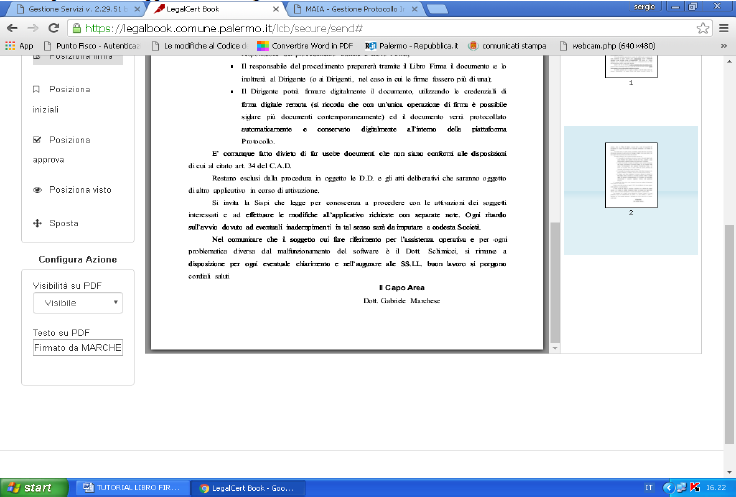 Gestione Servizi v. 2.29.51
LegalCert Book
MAIA - Gestione Protocollo
sergio
https://legalbook.comune.palermo.it/lcb/secure/send#
App
Punto Fisco - Autentica
Le modifiche al Codice d
Convertire Word in PDF
Palermo - Repubblica.it
comunicati stampa
webcam.php (640×480)
Posiziona firma
Posiziona
iniziali
Posiziona
approva
Posiziona visto
Sposta
Configura Azione
Visibilità su PDF
Visibile
Testo su PDF
Firmato da MARCHE
• Il responsabile del procedimento preparerà tramite il Libro Firma il documento e lo
inoltrerà al Dirigente (o ai Dirigenti, nel caso in cui le firme fossero più di una);
• Il Dirigente potrà firmare digitalmente il documento, utilizzando le credenziali di
firma digitale remota (si ricorda che con un'unica operazione di firma è possibile
siglare più documenti contemporaneamente) ed il documento verrà protocollato
automaticamente e conservato digitalmente all'interno della piattaforma
Protocollo.
E' comunque fatto divieto di far uso di documenti che non siano conformi alle disposizioni
di cui al citato art. 34 del C.A.D.
Restano esclusi dalla procedura in oggetto le D.D. e gli atti deliberativi che saranno oggetto
di altro applicativo in corso di attivazione.
Si invita la Sispi che legge per conoscenza a procedere con le attivazioni dei soggetti
interessati e ad effettuare le modifiche all'applicativo richieste con separate note. Ogni ritardo
sull'avvio dovuto ad eventuali inadempimenti in tal senso sarà da imputare a codesta Società.
Nel comunicare che il soggetto cui fare riferimento per l'assistenza operativa e per ogni
problematica diversa dal malfunzionamento del software è il Dott. Schimicci, si rimane a
disposizione per ogni eventuale chiarimento e nell'augurare alle SS.LL. buon lavoro si porgono
cordiali saluti.
Il Capo Area
Dott. Gabriele Marchese
1
2
start
TUTORIAL LIBRO FIR...
LegalCert Book - Goo...
IT
16.22